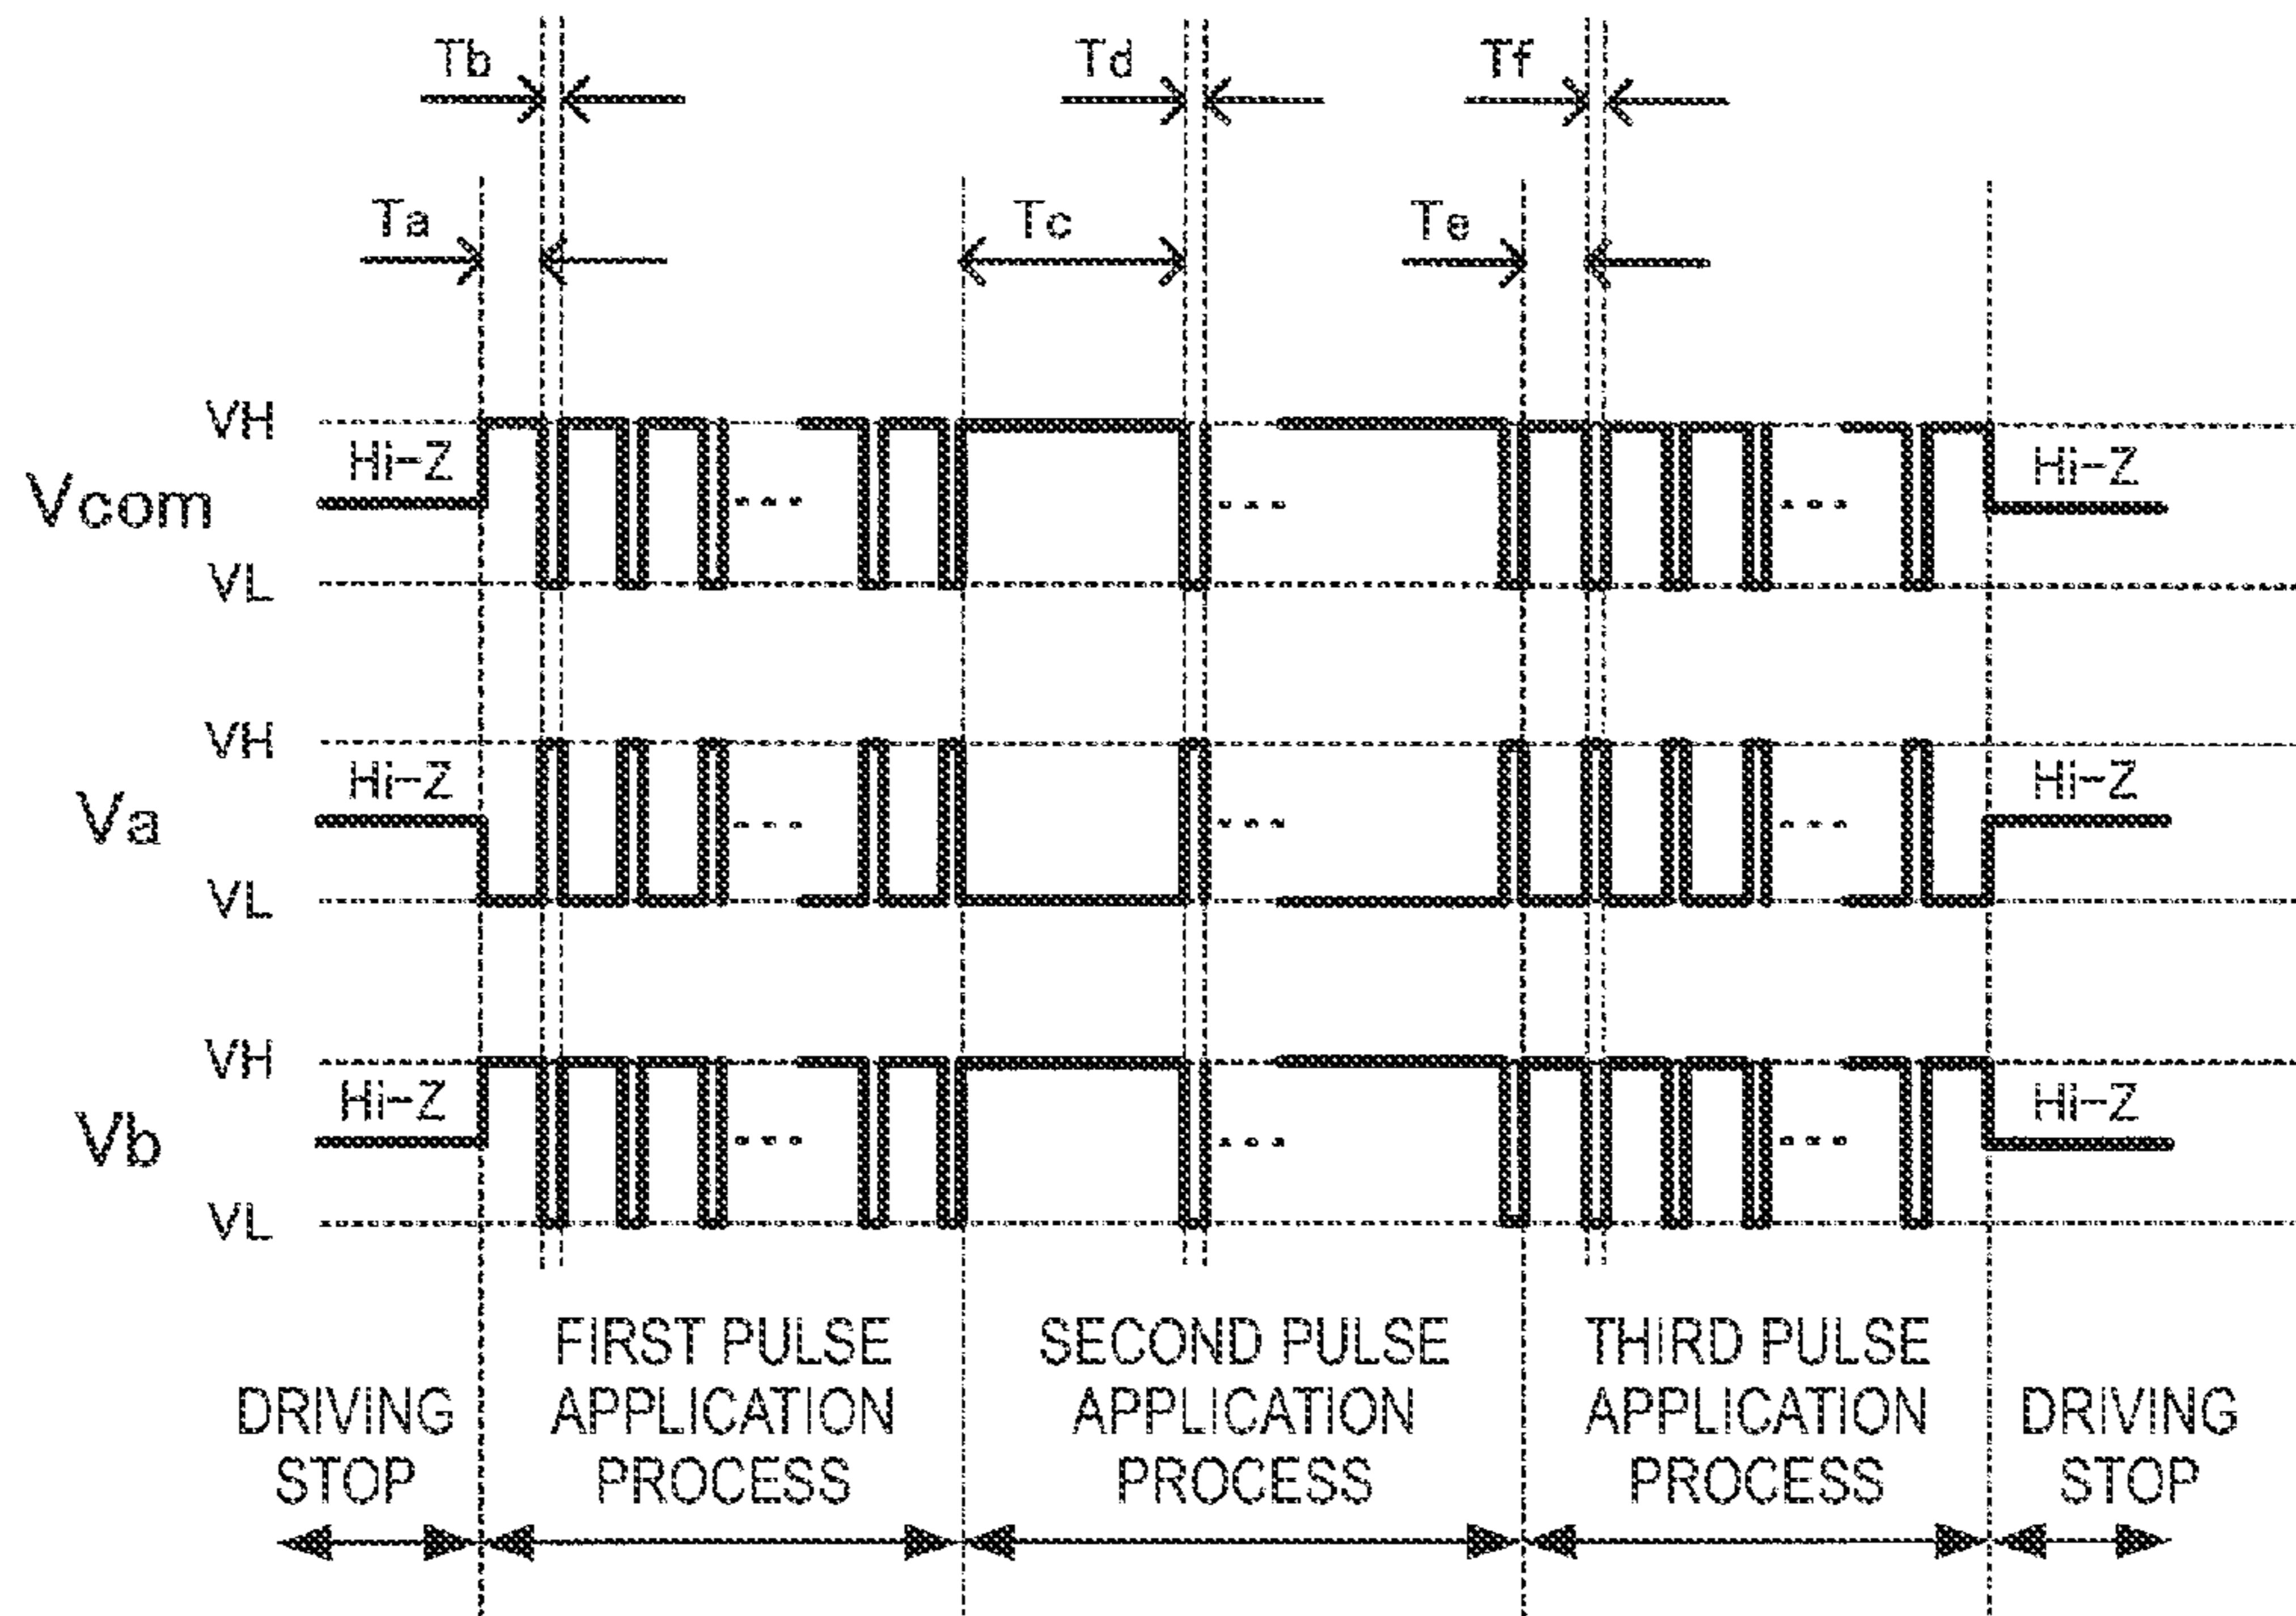 Tb
Td
Tf
Ta
Tc
Te
VH
Hi-Z
Hi-Z
Vcom
VL
VH
Hi-Z
Hi-Z
Va
VL
VH
Hi-Z
Hi-Z
Vb
VL
DRIVING
STOP
FIRST PULSE
APPLICATION
PROCESS
SECOND PULSE
APPLICATION
PROCESS
THIRD PULSE
APPLICATION
PROCESS
DRIVING
STOP